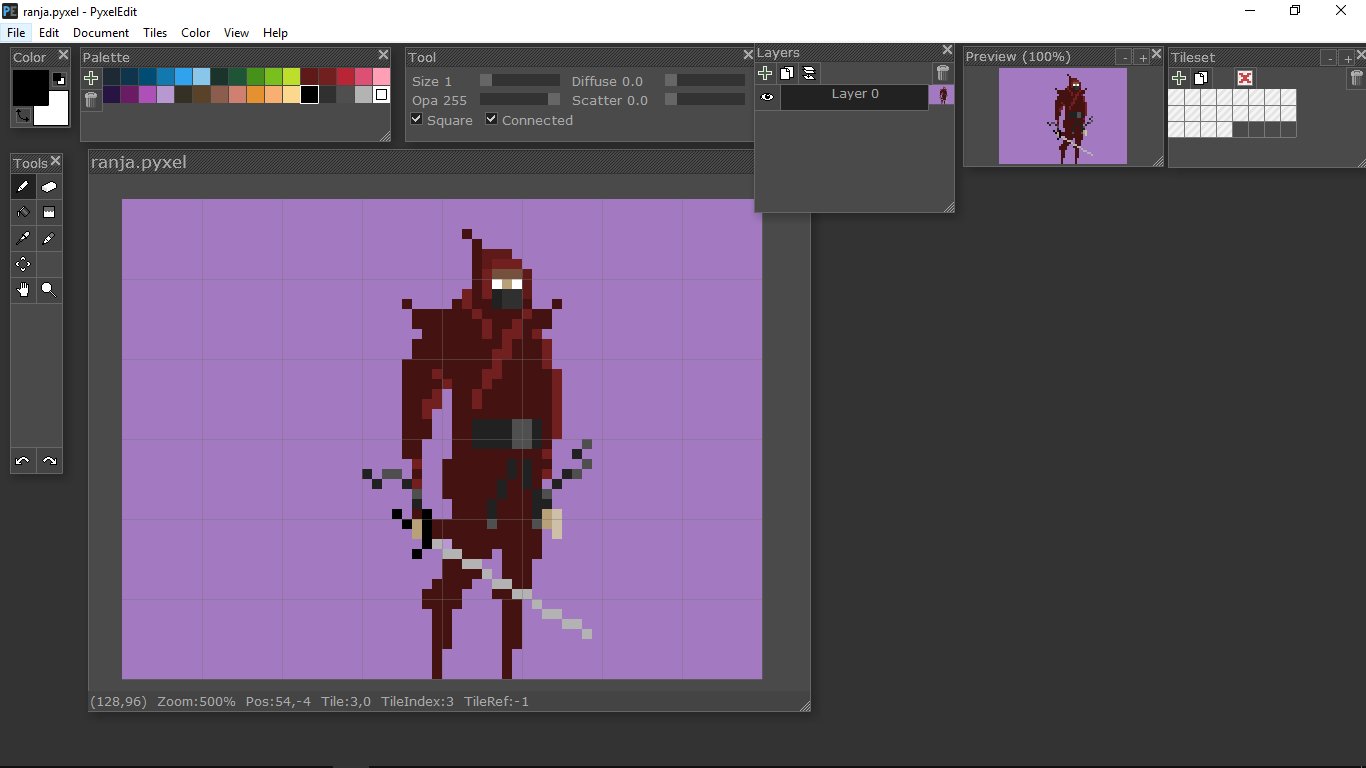 PE ranja.pyxel - PyxelEdit
File Edit Document Tiles Color View Help
Color
Palette
Tool
Size 1
Diffuse 0.0
Opa 255
Scatter 0.0
Square
Connected
Layers
Layer 0
Preview (100%)
- +
Tileset
- +
Tools
ranja.pyxel
(128,96) Zoom:500% Pos:54,-4 Tile:3,0 TileIndex:3 TileRef:-1